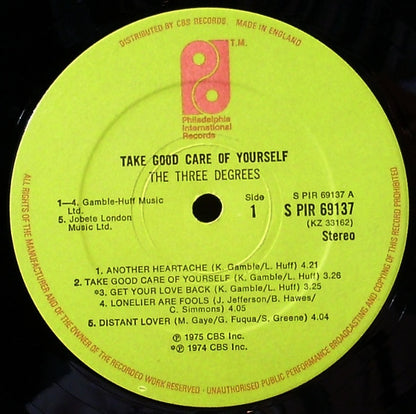 DISTRIBUTED BY CBS RECORDS. MADE IN ENGLAND
T.M.
Philadelphia
International
Records
TAKE GOOD CARE OF YOURSELF
THE THREE DEGREES
1—4. Gamble-Huff Music
Ltd.
5. Jobete London
Music Ltd.
Side
1
S PIR 69137 A
S PIR 69137
(KZ 33162)
Stereo
1. ANOTHER HEARTACHE (K. Gamble/L. Huff) 4.21
2. TAKE GOOD CARE OF YOURSELF (K. Gamble/L. Huff) 3.26
*3. GET YOUR LOVE BACK (K. Gamble/L. Huff) 3.25
4. LONELIER ARE FOOLS (J. Jefferson/B. Hawes/
C. Simmons) 4.05
5. DISTANT LOVER (M. Gaye/G. Fuqua/S. Greene) 4.04
℗ 1975 CBS Inc.
*℗ 1974 CBS Inc.
ALL RIGHTS OF THE MANUFACTURER AND OF THE OWNER OF THE RECORDED WORK RESERVED · UNAUTHORISED PUBLIC PERFORMANCE BROADCASTING AND COPYING OF THIS RECORD PROHIBITED